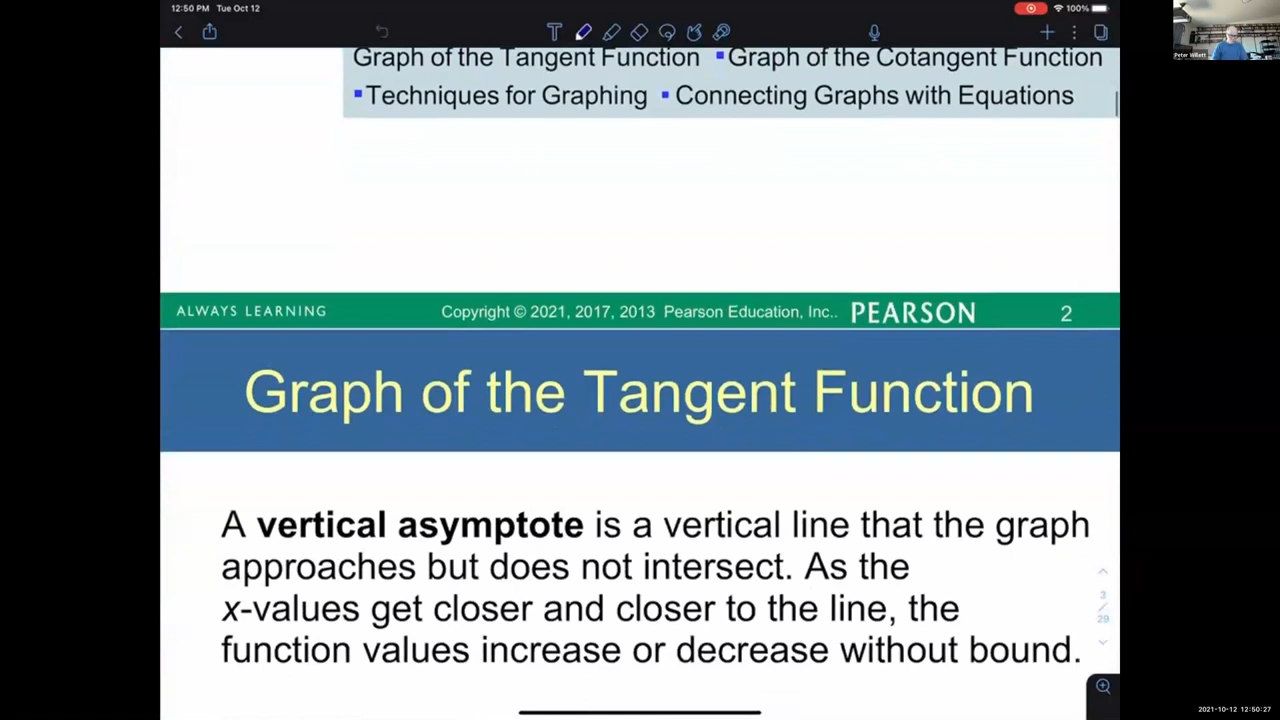 12:50 PM Tue Oct 12
100%
Graph of the Tangent Function ▪Graph of the Cotangent Function
▪Techniques for Graphing ▪ Connecting Graphs with Equations
ALWAYS LEARNING Copyright © 2021, 2017, 2013 Pearson Education, Inc.. PEARSON 2
Graph of the Tangent Function
A vertical asymptote is a vertical line that the graph
approaches but does not intersect. As the
x-values get closer and closer to the line, the
function values increase or decrease without bound.
3
/
29
Peter Willett
2021-10-12 12:50:27